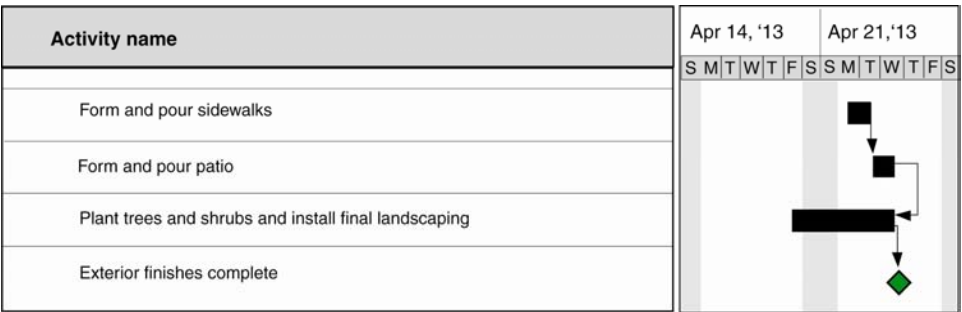 Activity name
Apr 14, ‘13 Apr 21,‘13
S M T W T F S S M T W T F S
Form and pour sidewalks
Form and pour patio
Plant trees and shrubs and install final landscaping
Exterior finishes complete